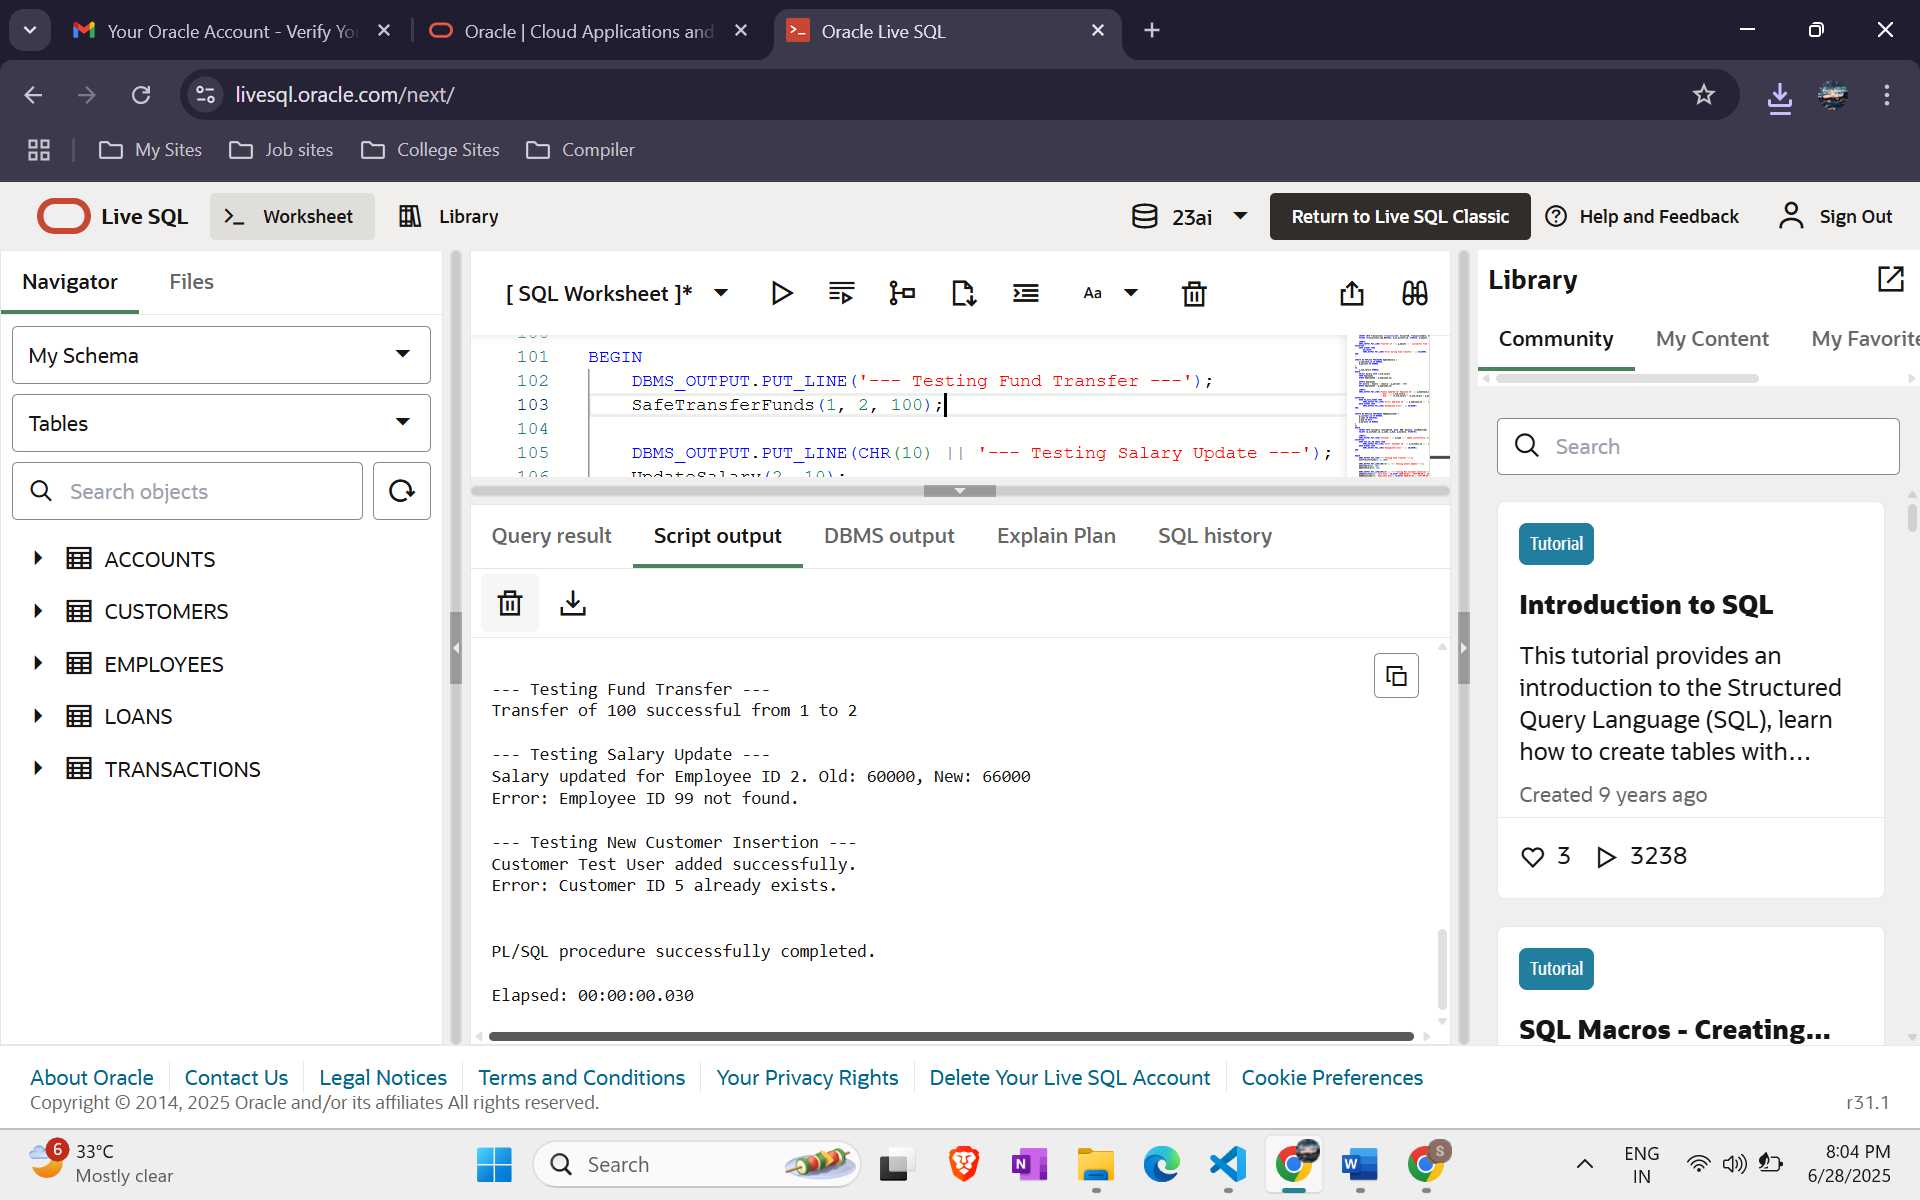 Your Oracle Account - Verify Yo
Oracle | Cloud Applications and
Oracle Live SQL
livesql.oracle.com/next/
My Sites
Job sites
College Sites
Compiler
Live SQL
Worksheet
Library
23ai
Return to Live SQL Classic
Help and Feedback
Sign Out
Navigator
Files
My Schema
Tables
Search objects
ACCOUNTS
CUSTOMERS
EMPLOYEES
LOANS
TRANSACTIONS
[ SQL Worksheet ]*
Aa
101 BEGIN
102 DBMS_OUTPUT.PUT_LINE('--- Testing Fund Transfer ---');
103 SafeTransferFunds(1, 2, 100);
104
105 DBMS_OUTPUT.PUT_LINE(CHR(10) || '--- Testing Salary Update ---');
106 UpdateSalary(2, 10);
Query result
Script output
DBMS output
Explain Plan
SQL history
--- Testing Fund Transfer ---
Transfer of 100 successful from 1 to 2
--- Testing Salary Update ---
Salary updated for Employee ID 2. Old: 60000, New: 66000
Error: Employee ID 99 not found.
--- Testing New Customer Insertion ---
Customer Test User added successfully.
Error: Customer ID 5 already exists.
PL/SQL procedure successfully completed.
Elapsed: 00:00:00.030
Library
Community
My Content
My Favorite
Search
Tutorial
Introduction to SQL
This tutorial provides an
introduction to the Structured
Query Language (SQL), learn
how to create tables with...
Created 9 years ago
3
3238
Tutorial
SQL Macros - Creating...
About Oracle
Contact Us
Legal Notices
Terms and Conditions
Your Privacy Rights
Delete Your Live SQL Account
Cookie Preferences
Copyright © 2014, 2025 Oracle and/or its affiliates All rights reserved.
r31.1
6
33°C
Mostly clear
Search
N
W
S
ENG
IN
8:04 PM
6/28/2025